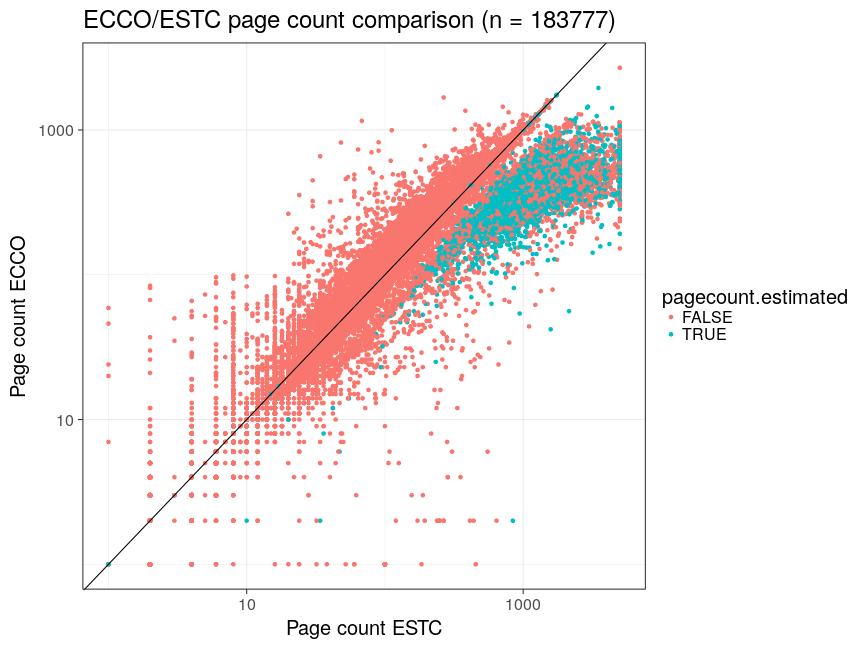 ECCO/ESTC page count comparison (n = 183777)
Page count ECCO
1000
10
10
1000
Page count ESTC
pagecount.estimated
FALSE
TRUE